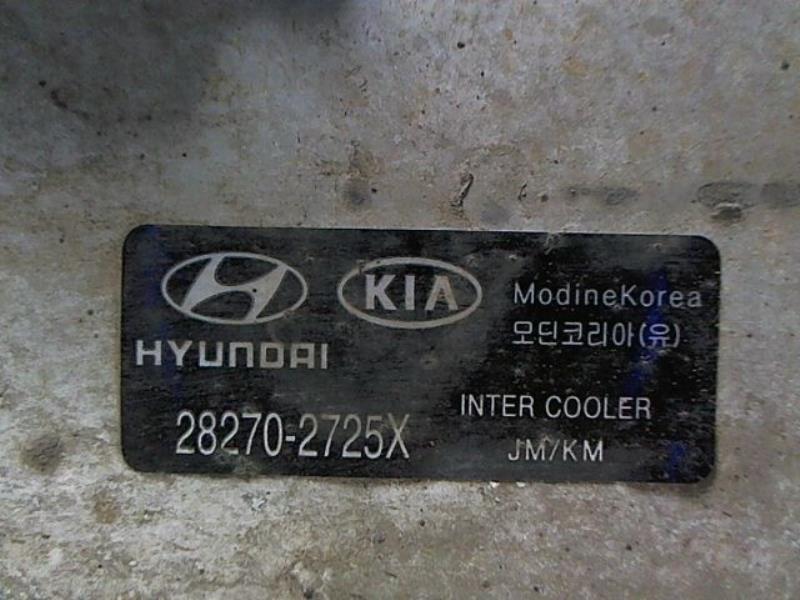 KIA
ModineKorea
모딘코리아(유)
HYUNDAI
28270-2725X
INTER COOLER
JM/KM